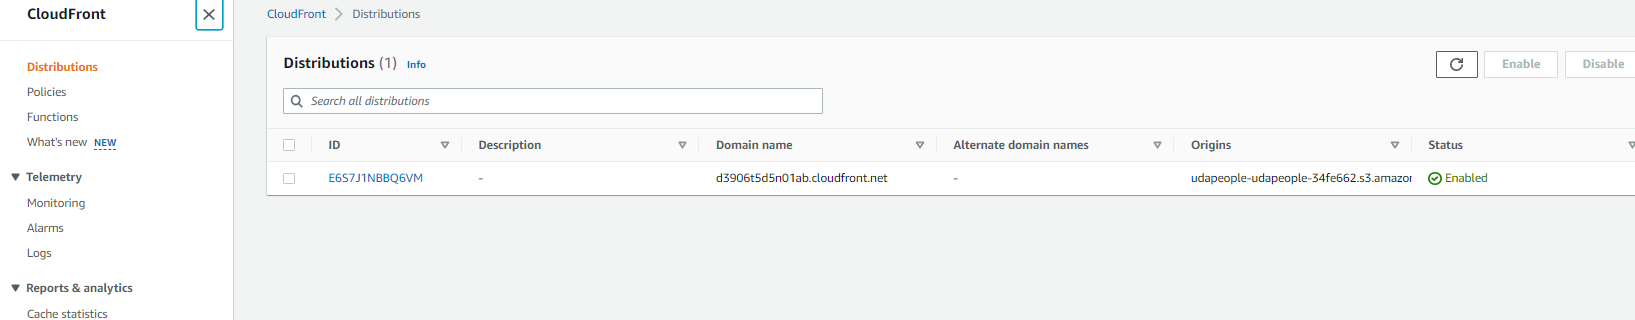 CloudFront
CloudFront
Distributions
Distributions
Policies
Functions
What's new NEW
Telemetry
Monitoring
Alarms
Logs
Reports & analytics
Cache statistics
Distributions (1) Info
Enable
Disable
Search all distributions
ID Description Domain name Alternate domain names Origins Status
E6S7J1NBBQ6VM - d3906t5d5n01ab.cloudfront.net - udapeople-udapeople-34fe662.s3.amazon Enabled